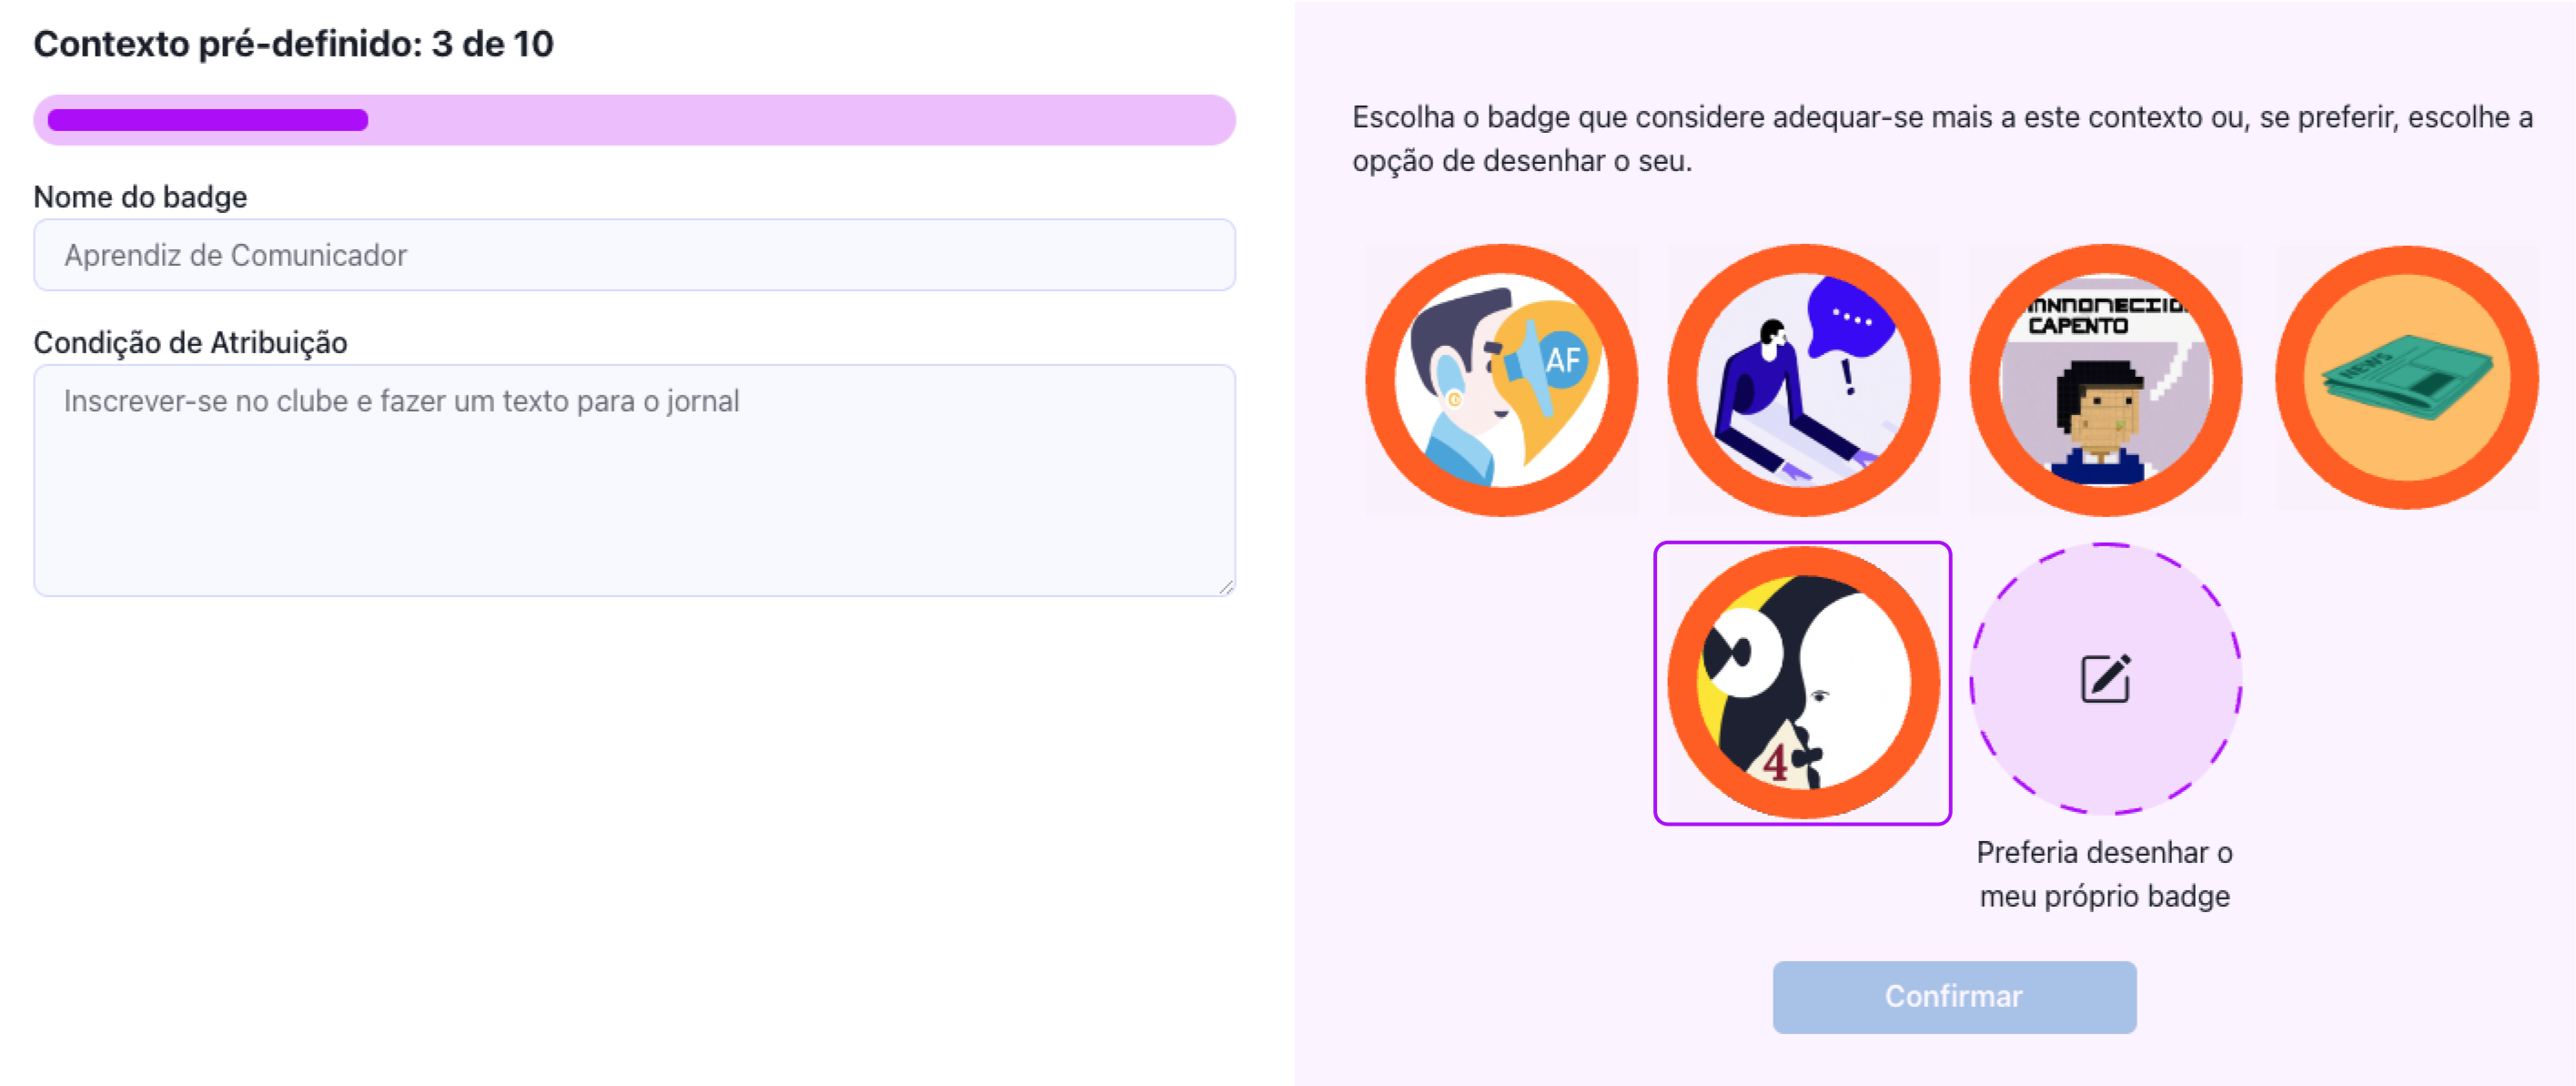 Contexto pré-definido: 3 de 10
Nome do badge
Aprendiz de Comunicador
Condição de Atribuição
Inscrever-se no clube e fazer um texto para o jornal
Escolha o badge que considere adequar-se mais a este contexto ou, se preferir, escolhe a
opção de desenhar o seu.
AF
CAPENTO
NEWS
4
Preferia desenhar o
meu próprio badge
Confirmar